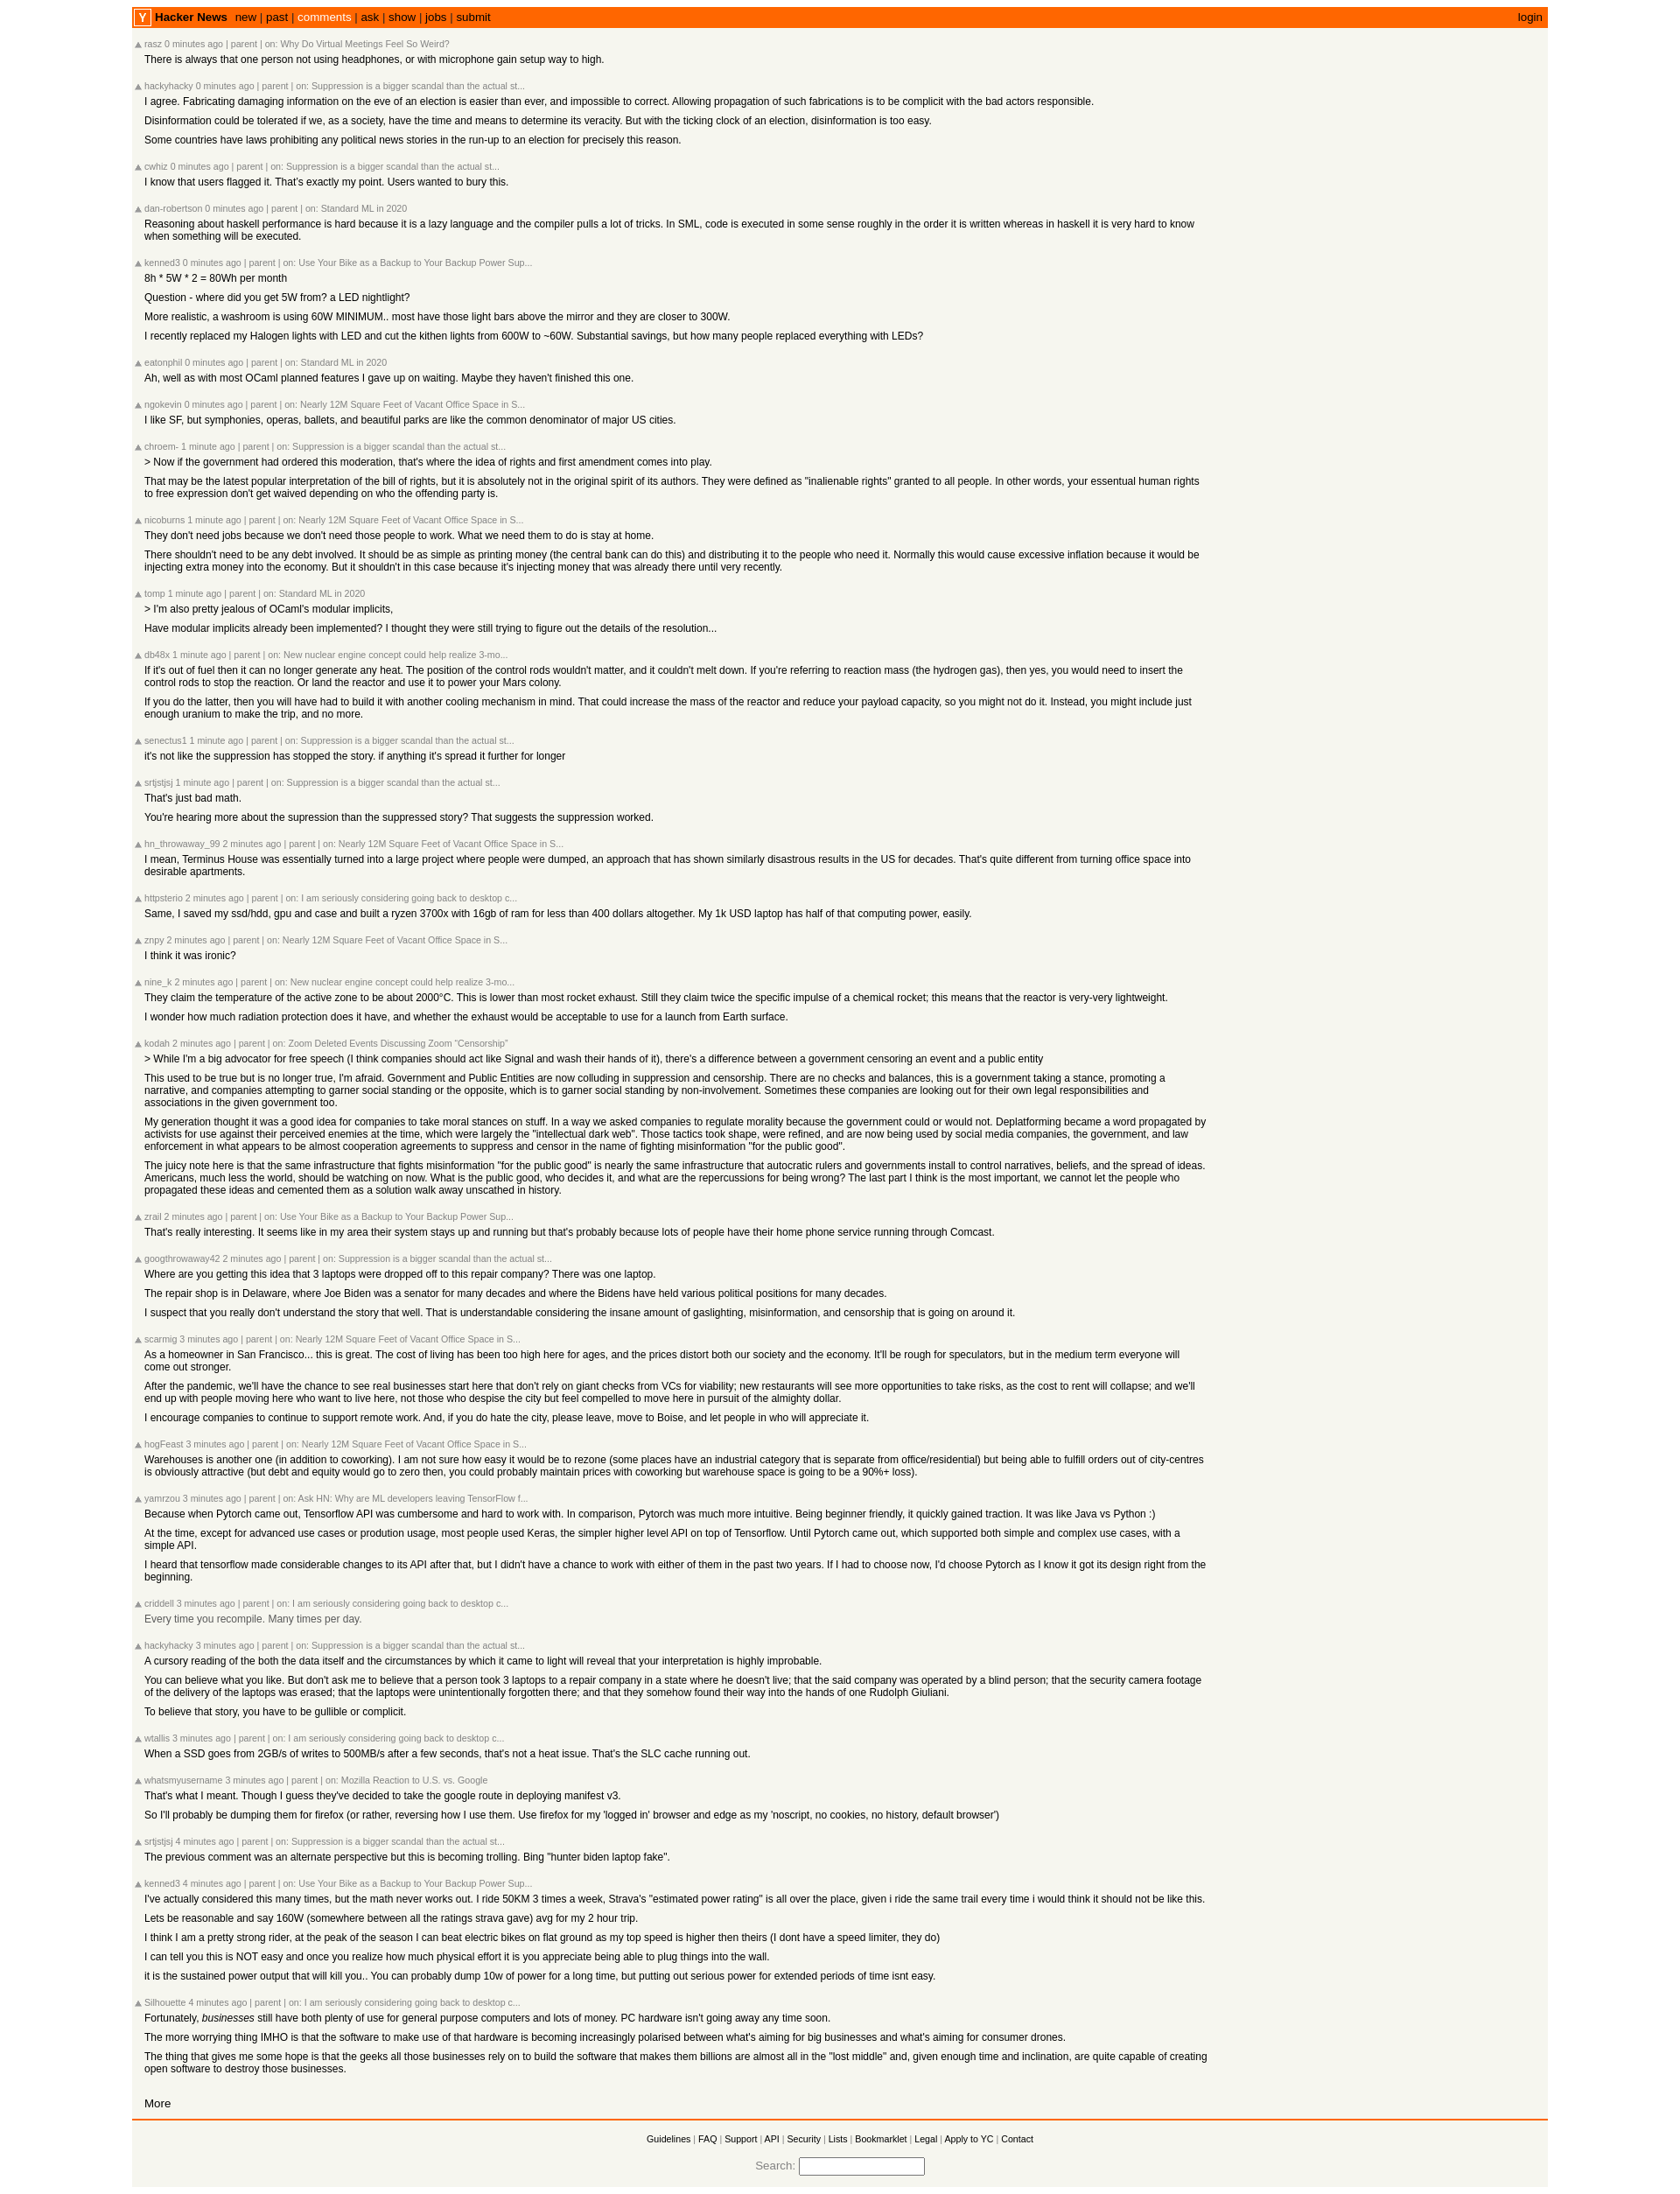 Y Hacker News new | past | comments | ask | show | jobs | submit login
rasz 0 minutes ago | parent | on: Why Do Virtual Meetings Feel So Weird?
There is always that one person not using headphones, or with microphone gain setup way to high.
hackyhacky 0 minutes ago | parent | on: Suppression is a bigger scandal than the actual st...
I agree. Fabricating damaging information on the eve of an election is easier than ever, and impossible to correct. Allowing propagation of such fabrications is to be complicit with the bad actors responsible.
Disinformation could be tolerated if we, as a society, have the time and means to determine its veracity. But with the ticking clock of an election, disinformation is too easy.
Some countries have laws prohibiting any political news stories in the run-up to an election for precisely this reason.
cwhiz 0 minutes ago | parent | on: Suppression is a bigger scandal than the actual st...
I know that users flagged it. That's exactly my point. Users wanted to bury this.
dan-robertson 0 minutes ago | parent | on: Standard ML in 2020
Reasoning about haskell performance is hard because it is a lazy language and the compiler pulls a lot of tricks. In SML, code is executed in some sense roughly in the order it is written whereas in haskell it is very hard to know
when something will be executed.
kenned3 0 minutes ago | parent | on: Use Your Bike as a Backup to Your Backup Power Sup...
8h * 5W * 2 = 80Wh per month
Question - where did you get 5W from? a LED nightlight?
More realistic, a washroom is using 60W MINIMUM.. most have those light bars above the mirror and they are closer to 300W.
I recently replaced my Halogen lights with LED and cut the kithen lights from 600W to ~60W. Substantial savings, but how many people replaced everything with LEDs?
eatonphil 0 minutes ago | parent | on: Standard ML in 2020
Ah, well as with most OCaml planned features I gave up on waiting. Maybe they haven't finished this one.
ngokevin 0 minutes ago | parent | on: Nearly 12M Square Feet of Vacant Office Space in S...
I like SF, but symphonies, operas, ballets, and beautiful parks are like the common denominator of major US cities.
chroem- 1 minute ago | parent | on: Suppression is a bigger scandal than the actual st...
> Now if the government had ordered this moderation, that's where the idea of rights and first amendment comes into play.
That may be the latest popular interpretation of the bill of rights, but it is absolutely not in the original spirit of its authors. They were defined as "inalienable rights" granted to all people. In other words, your essentual human rights
to free expression don't get waived depending on who the offending party is.
nicoburns 1 minute ago | parent | on: Nearly 12M Square Feet of Vacant Office Space in S...
They don't need jobs because we don't need those people to work. What we need them to do is stay at home.
There shouldn't need to be any debt involved. It should be as simple as printing money (the central bank can do this) and distributing it to the people who need it. Normally this would cause excessive inflation because it would be
injecting extra money into the economy. But it shouldn't in this case because it's injecting money that was already there until very recently.
tomp 1 minute ago | parent | on: Standard ML in 2020
> I'm also pretty jealous of OCaml's modular implicits,
Have modular implicits already been implemented? I thought they were still trying to figure out the details of the resolution...
db48x 1 minute ago | parent | on: New nuclear engine concept could help realize 3-mo...
If it's out of fuel then it can no longer generate any heat. The position of the control rods wouldn't matter, and it couldn't melt down. If you're referring to reaction mass (the hydrogen gas), then yes, you would need to insert the
control rods to stop the reaction. Or land the reactor and use it to power your Mars colony.
If you do the latter, then you will have had to build it with another cooling mechanism in mind. That could increase the mass of the reactor and reduce your payload capacity, so you might not do it. Instead, you might include just
enough uranium to make the trip, and no more.
senectus1 1 minute ago | parent | on: Suppression is a bigger scandal than the actual st...
it's not like the suppression has stopped the story. if anything it's spread it further for longer
srtjstjsj 1 minute ago | parent | on: Suppression is a bigger scandal than the actual st...
That's just bad math.
You're hearing more about the supression than the suppressed story? That suggests the suppression worked.
hn_throwaway_99 2 minutes ago | parent | on: Nearly 12M Square Feet of Vacant Office Space in S...
I mean, Terminus House was essentially turned into a large project where people were dumped, an approach that has shown similarly disastrous results in the US for decades. That's quite different from turning office space into
desirable apartments.
httpsterio 2 minutes ago | parent | on: I am seriously considering going back to desktop c...
Same, I saved my ssd/hdd, gpu and case and built a ryzen 3700x with 16gb of ram for less than 400 dollars altogether. My 1k USD laptop has half of that computing power, easily.
znpy 2 minutes ago | parent | on: Nearly 12M Square Feet of Vacant Office Space in S...
I think it was ironic?
nine_k 2 minutes ago | parent | on: New nuclear engine concept could help realize 3-mo...
They claim the temperature of the active zone to be about 2000°C. This is lower than most rocket exhaust. Still they claim twice the specific impulse of a chemical rocket; this means that the reactor is very-very lightweight.
I wonder how much radiation protection does it have, and whether the exhaust would be acceptable to use for a launch from Earth surface.
kodah 2 minutes ago | parent | on: Zoom Deleted Events Discussing Zoom “Censorship”
> While I'm a big advocator for free speech (I think companies should act like Signal and wash their hands of it), there's a difference between a government censoring an event and a public entity
This used to be true but is no longer true, I'm afraid. Government and Public Entities are now colluding in suppression and censorship. There are no checks and balances, this is a government taking a stance, promoting a
narrative, and companies attempting to garner social standing or the opposite, which is to garner social standing by non-involvement. Sometimes these companies are looking out for their own legal responsibilities and
associations in the given government too.
My generation thought it was a good idea for companies to take moral stances on stuff. In a way we asked companies to regulate morality because the government could or would not. Deplatforming became a word propagated by
activists for use against their perceived enemies at the time, which were largely the "intellectual dark web". Those tactics took shape, were refined, and are now being used by social media companies, the government, and law
enforcement in what appears to be almost cooperation agreements to suppress and censor in the name of fighting misinformation "for the public good".
The juicy note here is that the same infrastructure that fights misinformation "for the public good" is nearly the same infrastructure that autocratic rulers and governments install to control narratives, beliefs, and the spread of ideas.
Americans, much less the world, should be watching on now. What is the public good, who decides it, and what are the repercussions for being wrong? The last part I think is the most important, we cannot let the people who
propagated these ideas and cemented them as a solution walk away unscathed in history.
zrail 2 minutes ago | parent | on: Use Your Bike as a Backup to Your Backup Power Sup...
That's really interesting. It seems like in my area their system stays up and running but that's probably because lots of people have their home phone service running through Comcast.
googthrowaway42 2 minutes ago | parent | on: Suppression is a bigger scandal than the actual st...
Where are you getting this idea that 3 laptops were dropped off to this repair company? There was one laptop.
The repair shop is in Delaware, where Joe Biden was a senator for many decades and where the Bidens have held various political positions for many decades.
I suspect that you really don't understand the story that well. That is understandable considering the insane amount of gaslighting, misinformation, and censorship that is going on around it.
scarmig 3 minutes ago | parent | on: Nearly 12M Square Feet of Vacant Office Space in S...
As a homeowner in San Francisco... this is great. The cost of living has been too high here for ages, and the prices distort both our society and the economy. It'll be rough for speculators, but in the medium term everyone will
come out stronger.
After the pandemic, we'll have the chance to see real businesses start here that don't rely on giant checks from VCs for viability; new restaurants will see more opportunities to take risks, as the cost to rent will collapse; and we'll
end up with people moving here who want to live here, not those who despise the city but feel compelled to move here in pursuit of the almighty dollar.
I encourage companies to continue to support remote work. And, if you do hate the city, please leave, move to Boise, and let people in who will appreciate it.
hogFeast 3 minutes ago | parent | on: Nearly 12M Square Feet of Vacant Office Space in S...
Warehouses is another one (in addition to coworking). I am not sure how easy it would be to rezone (some places have an industrial category that is separate from office/residential) but being able to fulfill orders out of city-centres
is obviously attractive (but debt and equity would go to zero then, you could probably maintain prices with coworking but warehouse space is going to be a 90%+ loss).
yamrzou 3 minutes ago | parent | on: Ask HN: Why are ML developers leaving TensorFlow f...
Because when Pytorch came out, Tensorflow API was cumbersome and hard to work with. In comparison, Pytorch was much more intuitive. Being beginner friendly, it quickly gained traction. It was like Java vs Python :)
At the time, except for advanced use cases or prodution usage, most people used Keras, the simpler higher level API on top of Tensorflow. Until Pytorch came out, which supported both simple and complex use cases, with a
simple API.
I heard that tensorflow made considerable changes to its API after that, but I didn't have a chance to work with either of them in the past two years. If I had to choose now, I'd choose Pytorch as I know it got its design right from the
beginning.
criddell 3 minutes ago | parent | on: I am seriously considering going back to desktop c...
Every time you recompile. Many times per day.
hackyhacky 3 minutes ago | parent | on: Suppression is a bigger scandal than the actual st...
A cursory reading of the both the data itself and the circumstances by which it came to light will reveal that your interpretation is highly improbable.
You can believe what you like. But don't ask me to believe that a person took 3 laptops to a repair company in a state where he doesn't live; that the said company was operated by a blind person; that the security camera footage
of the delivery of the laptops was erased; that the laptops were unintentionally forgotten there; and that they somehow found their way into the hands of one Rudolph Giuliani.
To believe that story, you have to be gullible or complicit.
wtallis 3 minutes ago | parent | on: I am seriously considering going back to desktop c...
When a SSD goes from 2GB/s of writes to 500MB/s after a few seconds, that's not a heat issue. That's the SLC cache running out.
whatsmyusername 3 minutes ago | parent | on: Mozilla Reaction to U.S. vs. Google
That's what I meant. Though I guess they've decided to take the google route in deploying manifest v3.
So I'll probably be dumping them for firefox (or rather, reversing how I use them. Use firefox for my 'logged in' browser and edge as my 'noscript, no cookies, no history, default browser')
srtjstjsj 4 minutes ago | parent | on: Suppression is a bigger scandal than the actual st...
The previous comment was an alternate perspective but this is becoming trolling. Bing "hunter biden laptop fake".
kenned3 4 minutes ago | parent | on: Use Your Bike as a Backup to Your Backup Power Sup...
I've actually considered this many times, but the math never works out. I ride 50KM 3 times a week, Strava's "estimated power rating" is all over the place, given i ride the same trail every time i would think it should not be like this.
Lets be reasonable and say 160W (somewhere between all the ratings strava gave) avg for my 2 hour trip.
I think I am a pretty strong rider, at the peak of the season I can beat electric bikes on flat ground as my top speed is higher then theirs (I dont have a speed limiter, they do)
I can tell you this is NOT easy and once you realize how much physical effort it is you appreciate being able to plug things into the wall.
it is the sustained power output that will kill you.. You can probably dump 10w of power for a long time, but putting out serious power for extended periods of time isnt easy.
Silhouette 4 minutes ago | parent | on: I am seriously considering going back to desktop c...
Fortunately, businesses still have both plenty of use for general purpose computers and lots of money. PC hardware isn't going away any time soon.
The more worrying thing IMHO is that the software to make use of that hardware is becoming increasingly polarised between what's aiming for big businesses and what's aiming for consumer drones.
The thing that gives me some hope is that the geeks all those businesses rely on to build the software that makes them billions are almost all in the "lost middle" and, given enough time and inclination, are quite capable of creating
open software to destroy those businesses.
More
Guidelines | FAQ | Support | API | Security | Lists | Bookmarklet | Legal | Apply to YC | Contact
Search: